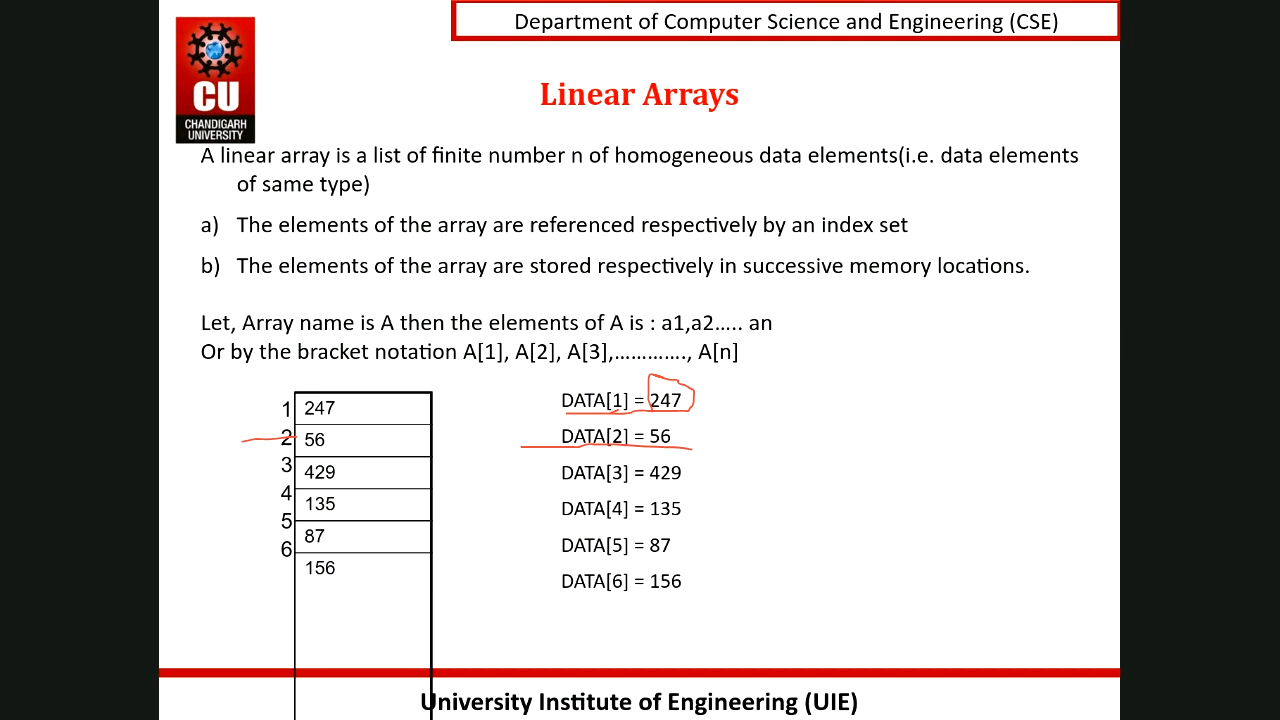 Department of Computer Science and Engineering (CSE)
CU
CHANDIGARH
UNIVERSITY
Linear Arrays
A linear array is a list of finite number n of homogeneous data elements(i.e. data elements
of same type)
a) The elements of the array are referenced respectively by an index set
b) The elements of the array are stored respectively in successive memory locations.
Let, Array name is A then the elements of A is : a1,a2….. an
Or by the bracket notation A[1], A[2], A[3],…………., A[n]
1 247
2 56
3 429
4 135
5 87
6 156
DATA[1] = 247
DATA[2] = 56
DATA[3] = 429
DATA[4] = 135
DATA[5] = 87
DATA[6] = 156
University Institute of Engineering (UIE)